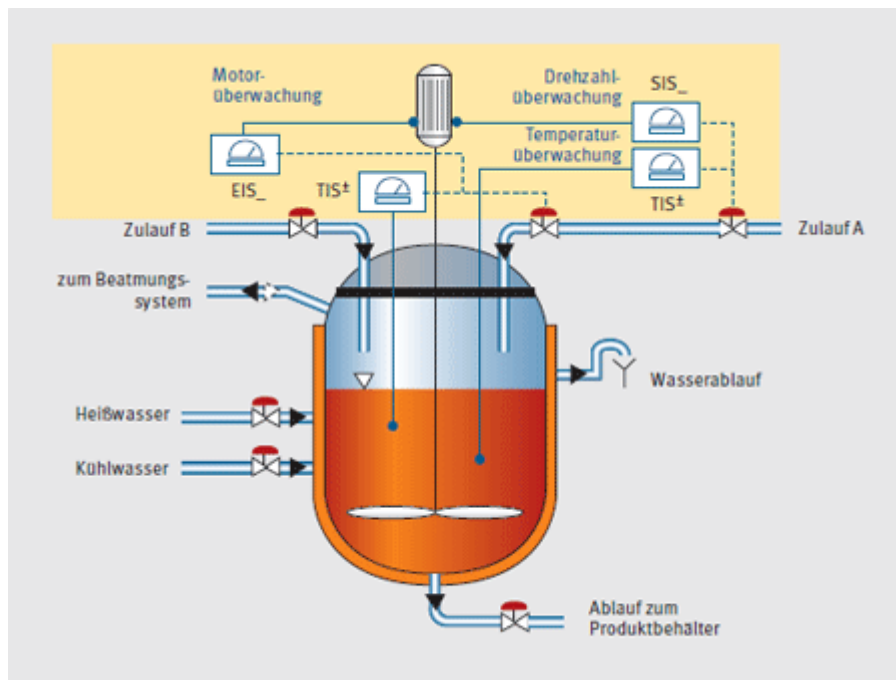 Motor-
überwachung
Drehzahl-
überwachung
SIS_
Temperatur-
überwachung
EIS_
TIS±
TIS±
Zulauf B
Zulauf A
zum Beatmungs-
system
Wasserablauf
Heißwasser
Kühlwasser
Ablauf zum
Produktbehälter